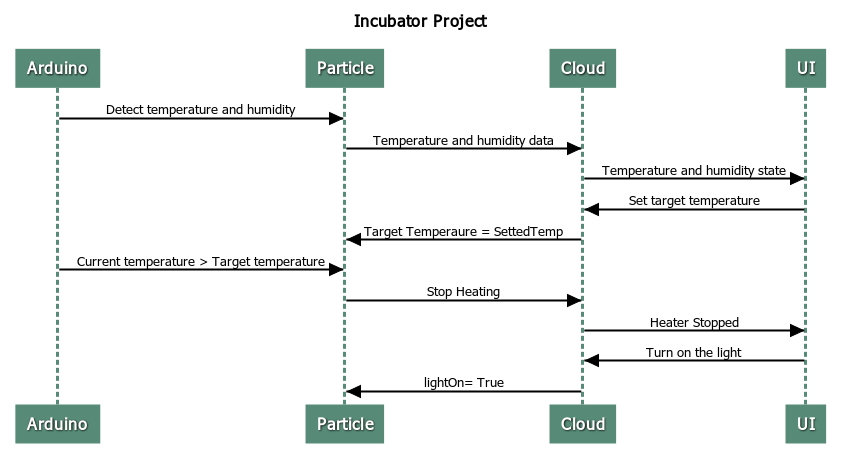 Incubator Project
Arduino
Particle
Cloud
UI
Detect temperature and humidity
Temperature and humidity data
Temperature and humidity state
Set target temperature
Target Temperaure = SettedTemp
Current temperature > Target temperature
Stop Heating
Heater Stopped
Turn on the light
lightOn= True
Arduino
Particle
Cloud
UI